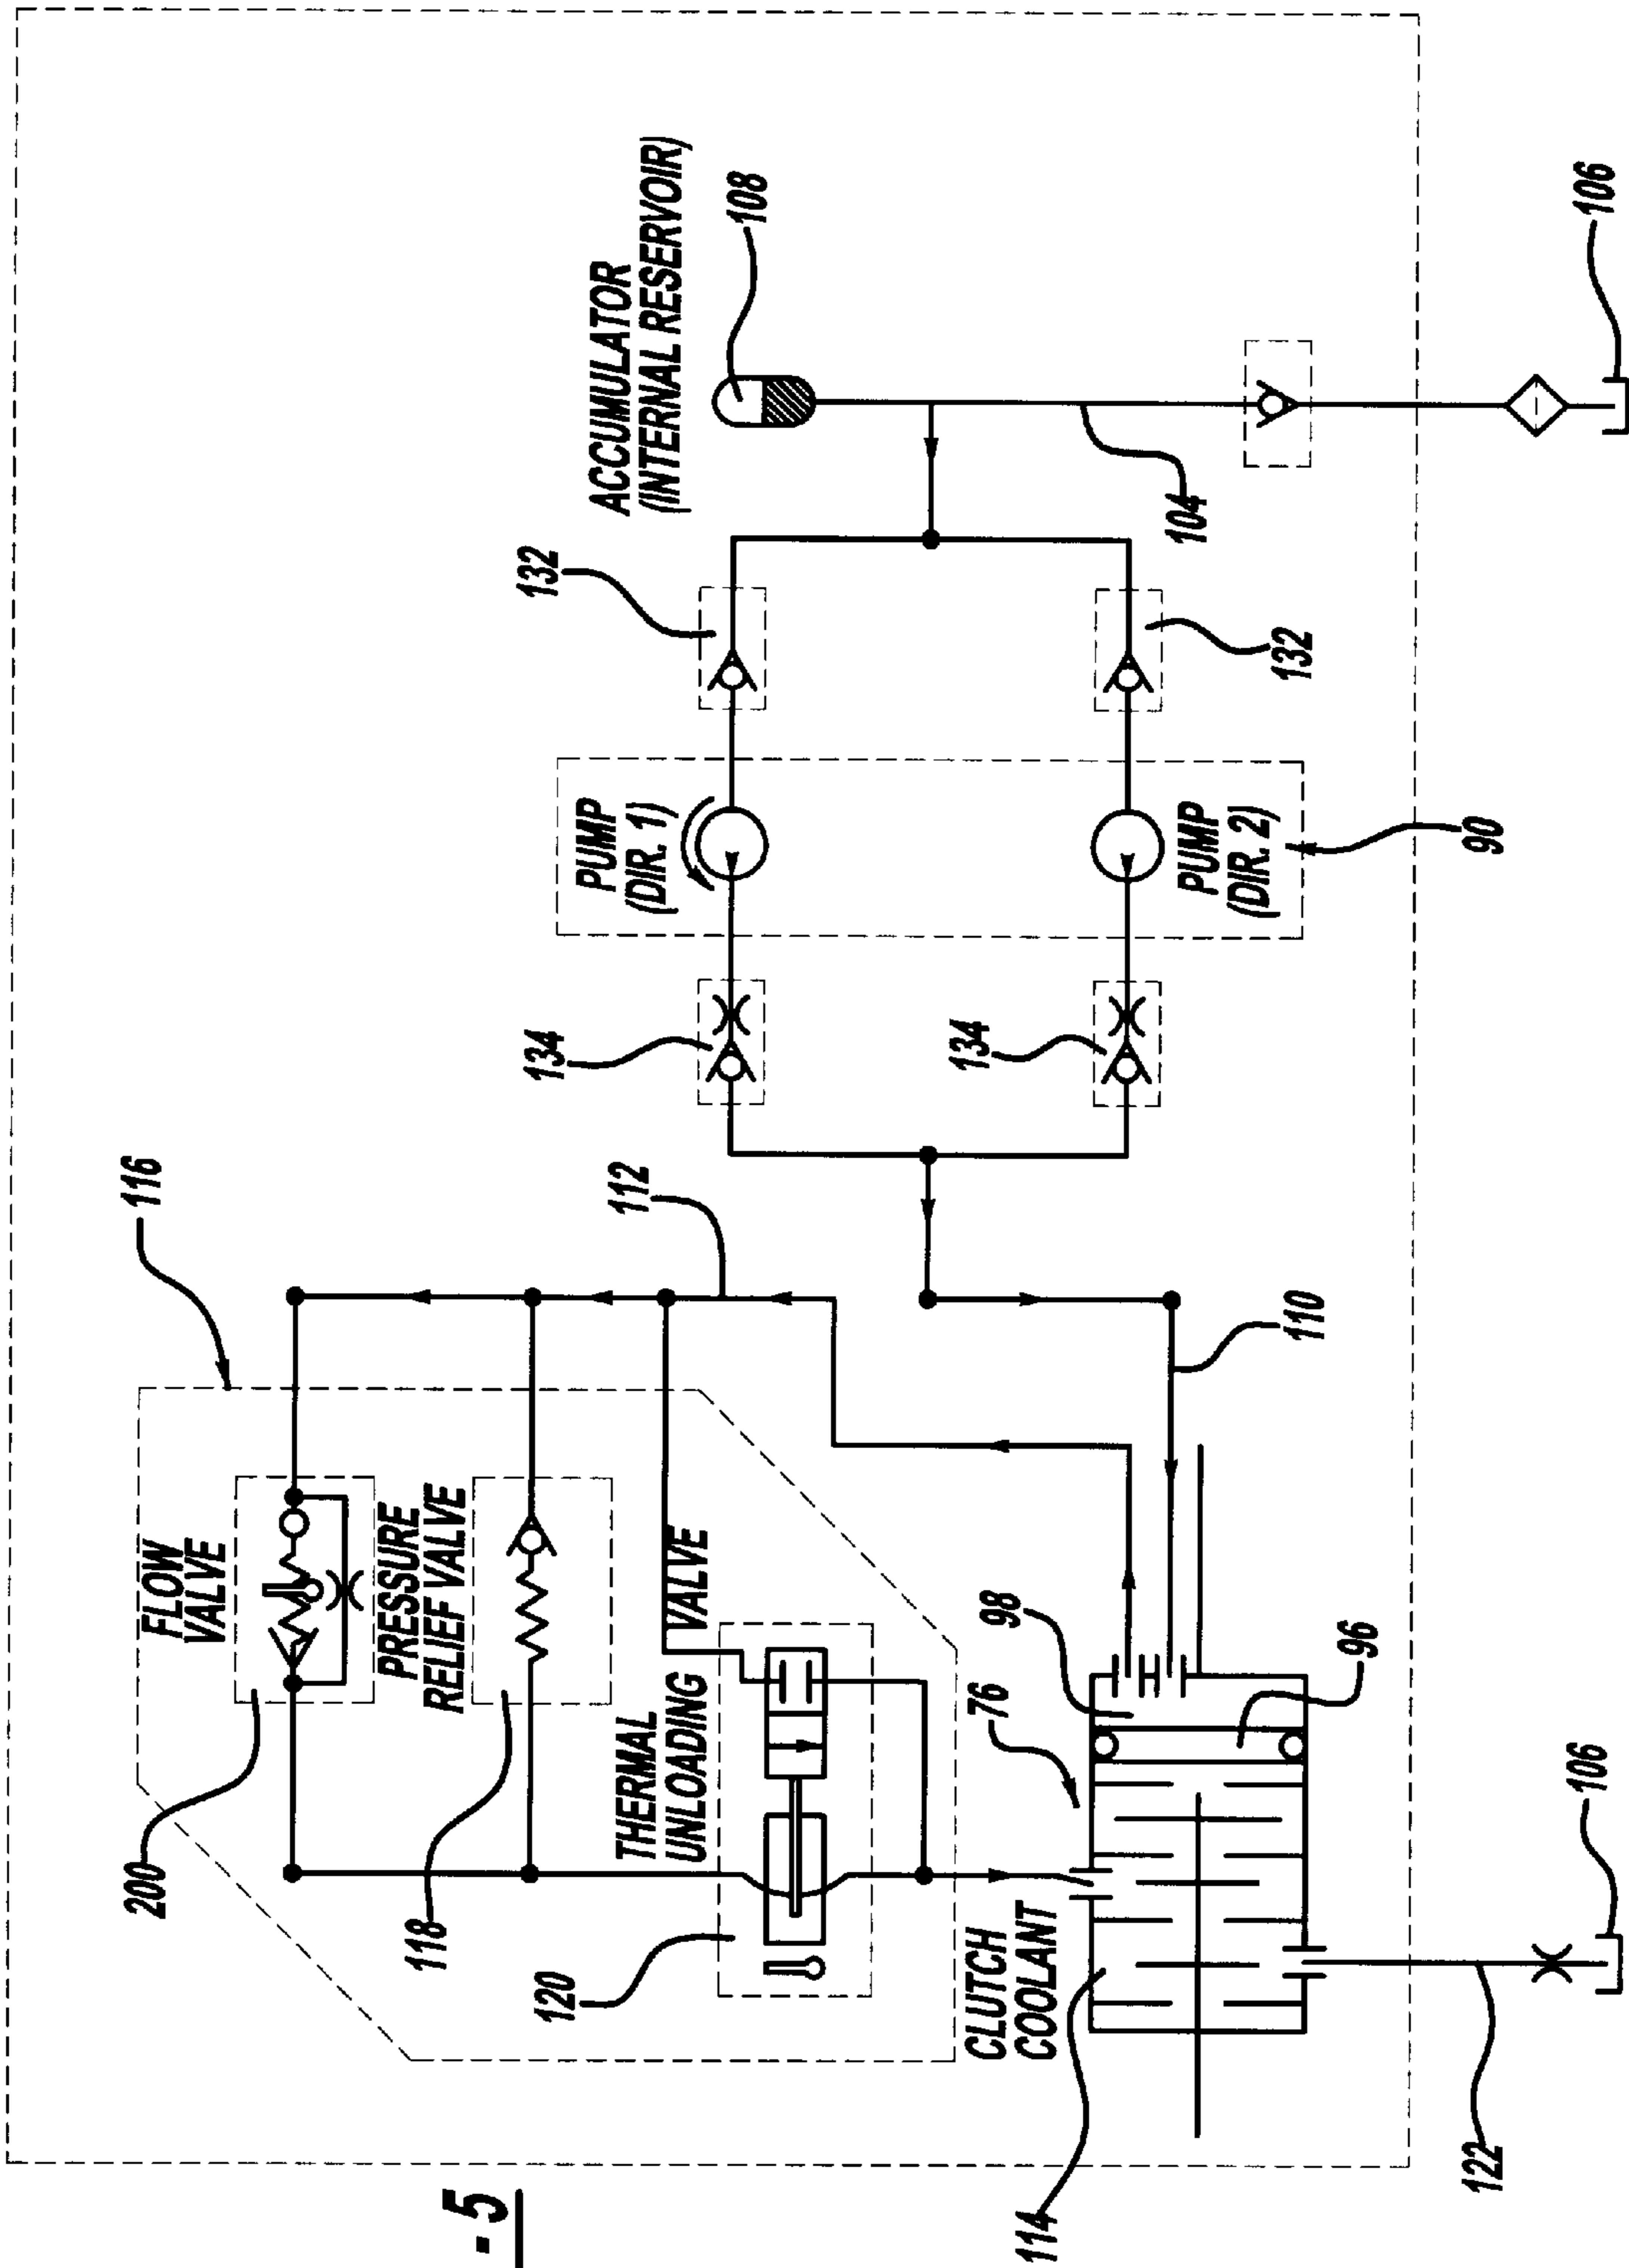 116
200
FLOW
VALVE
PRESSURE
RELIEF VALVE
118
- 5
132
134
PUMP
(DIR. 1)
ACCUMULATOR
(INTERNAL RESERVOIR)
112
THERMAL
UNLOADING VALVE
108
120
134
76
98
CLUTCH
COOLANT
114
104
PUMP
(DIR. 2)
132
110
96
122
90
106
106